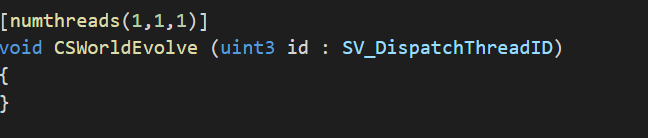 [numthreads(1,1,1)]
void CSWorldEvolve (uint3 id : SV_DispatchThreadID)
{
}